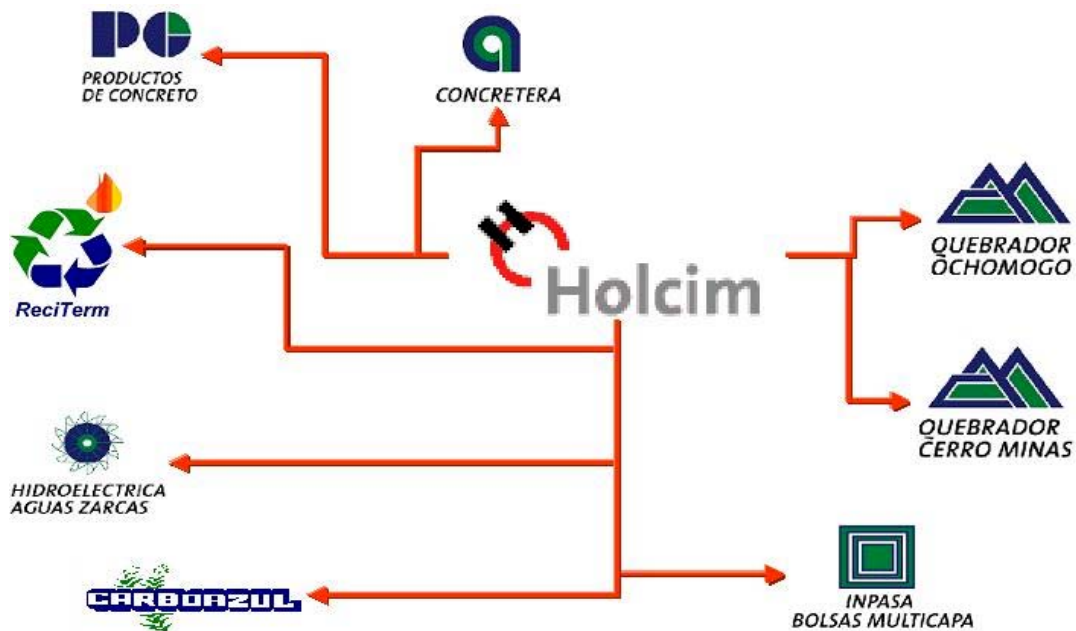 PC
PRODUCTOS
DE CONCRETO
CONCRETERA
ReciTerm
H
Holcim
QUEBRADOR
OCHOMOGO
QUEBRADOR
CERRO MINAS
HIDROELECTRICA
AGUAS ZARCAS
CARBOAZUL
INPASA
BOLSAS MULTICAPA